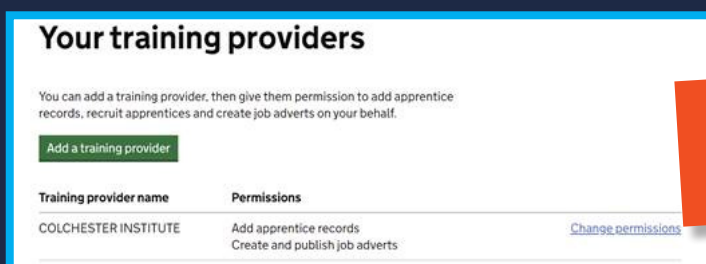 Your training providers
You can add a training provider, then give them permission to add apprentice
records, recruit apprentices and create job adverts on your behalf.
Add a training provider
Training provider name Permissions
COLCHESTER INSTITUTE Add apprentice records Change permissions
Create and publish job adverts